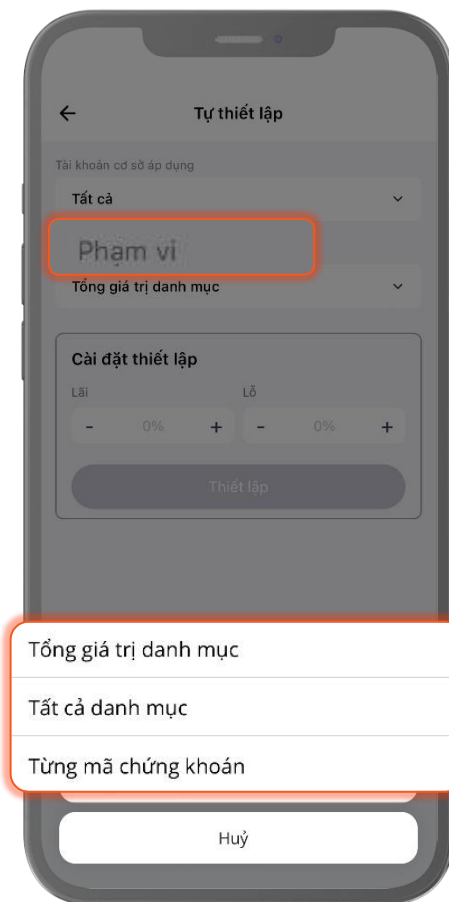 Tự thiết lập
Tài khoản cơ sở áp dụng
Tất cả
Phạm vi
Tổng giá trị danh mục
Cài đặt thiết lập
Lãi Lỗ
- 0% + - 0% +
Thiết lập
Tổng giá trị danh mục
Tất cả danh mục
Từng mã chứng khoán
Huỷ